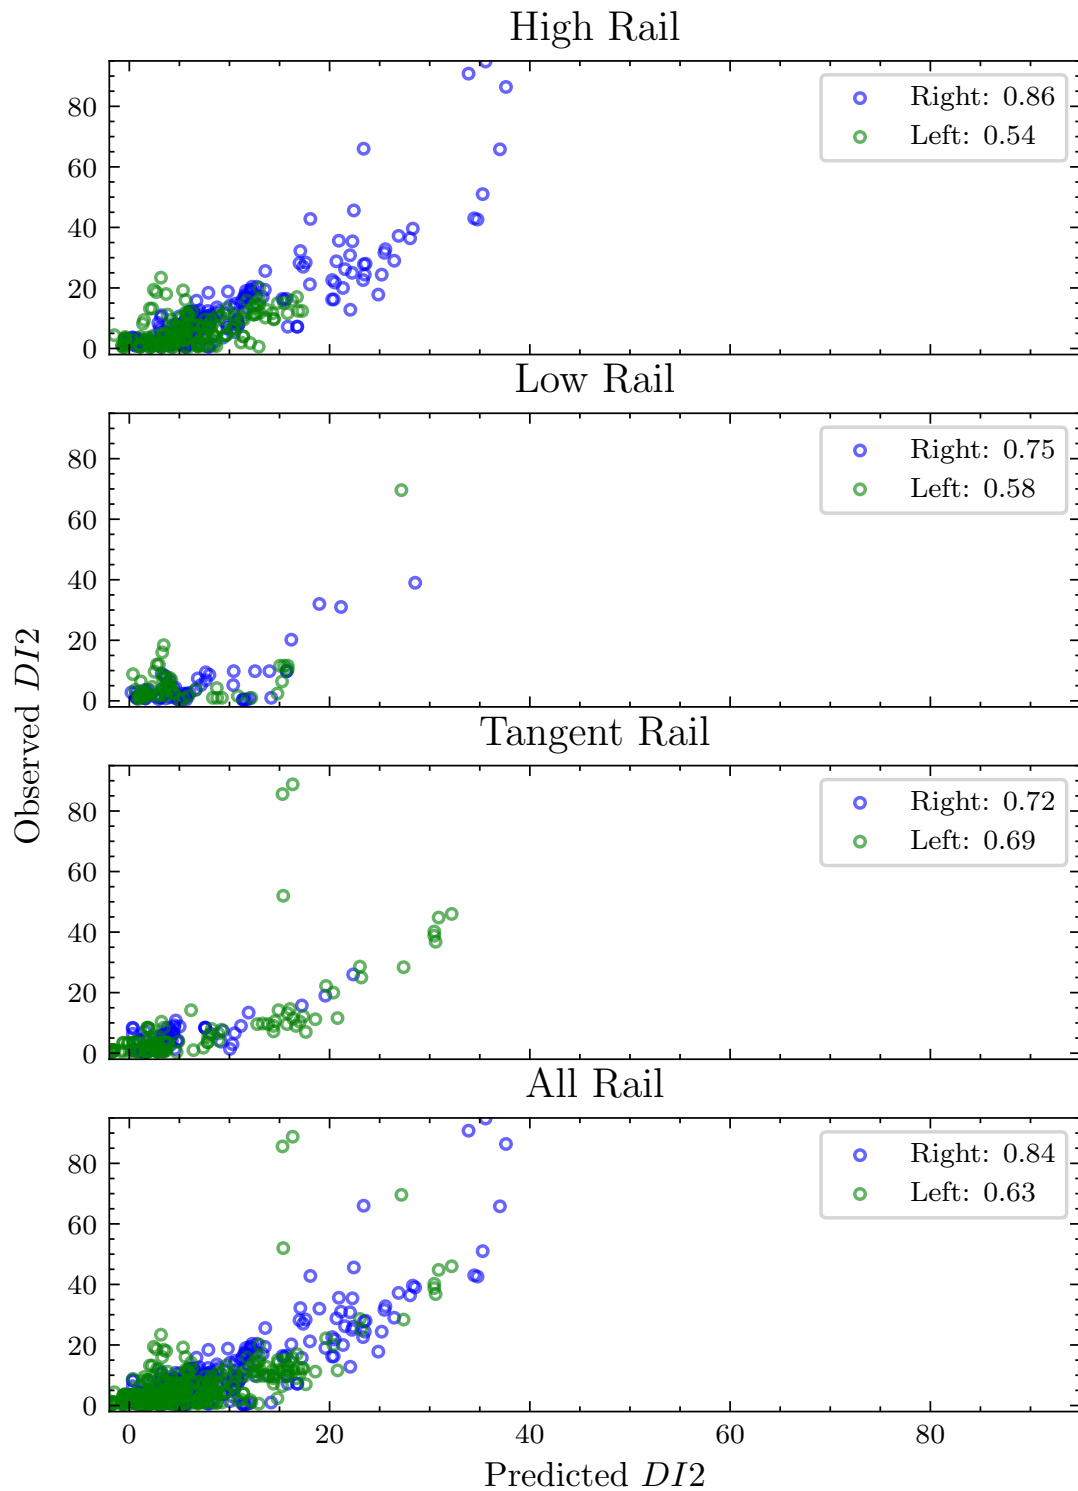 High Rail
80
60
40
20
0
Right: 0.86
Left: 0.54
Low Rail
80
60
40
20
0
Right: 0.75
Left: 0.58
Observed DI2
Tangent Rail
80
60
40
20
0
Right: 0.72
Left: 0.69
All Rail
80
60
40
20
0
Right: 0.84
Left: 0.63
0 20 40 60 80
Predicted DI2